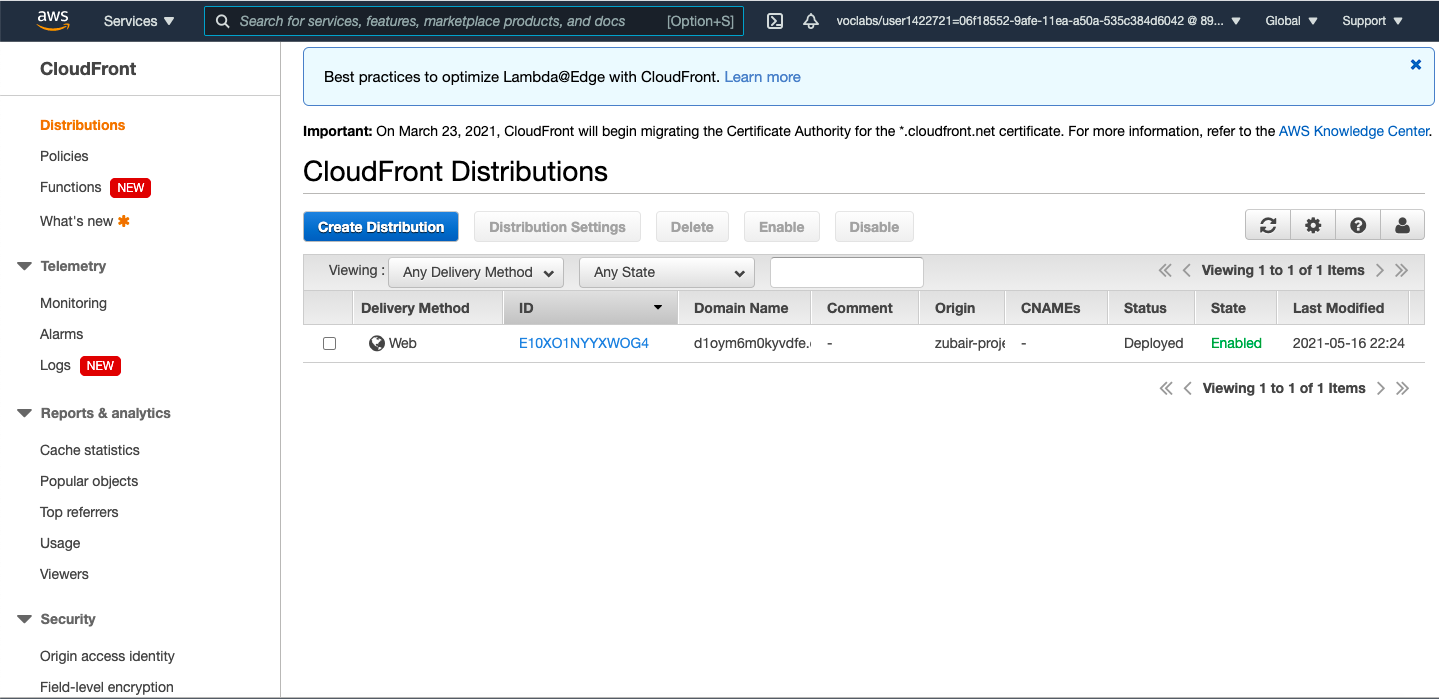 aws Services Search for services, features, marketplace products, and docs [Option+S] voclabs/user1422721=06f18552-9afe-11ea-a50a-535c384d6042 @ 89... Global Support
CloudFront
Distributions
Policies
Functions NEW
What's new
Telemetry
Monitoring
Alarms
Logs NEW
Reports & analytics
Cache statistics
Popular objects
Top referrers
Usage
Viewers
Security
Origin access identity
Field-level encryption
Best practices to optimize Lambda@Edge with CloudFront. Learn more
Important: On March 23, 2021, CloudFront will begin migrating the Certificate Authority for the *.cloudfront.net certificate. For more information, refer to the AWS Knowledge Center.
CloudFront Distributions
Create Distribution Distribution Settings Delete Enable Disable
Viewing : Any Delivery Method Any State Viewing 1 to 1 of 1 Items
Delivery Method ID Domain Name Comment Origin CNAMEs Status State Last Modified
Web E10XO1NYYXWOG4 d1oym6m0kyvdfe.c - zubair-proje - Deployed Enabled 2021-05-16 22:24
Viewing 1 to 1 of 1 Items